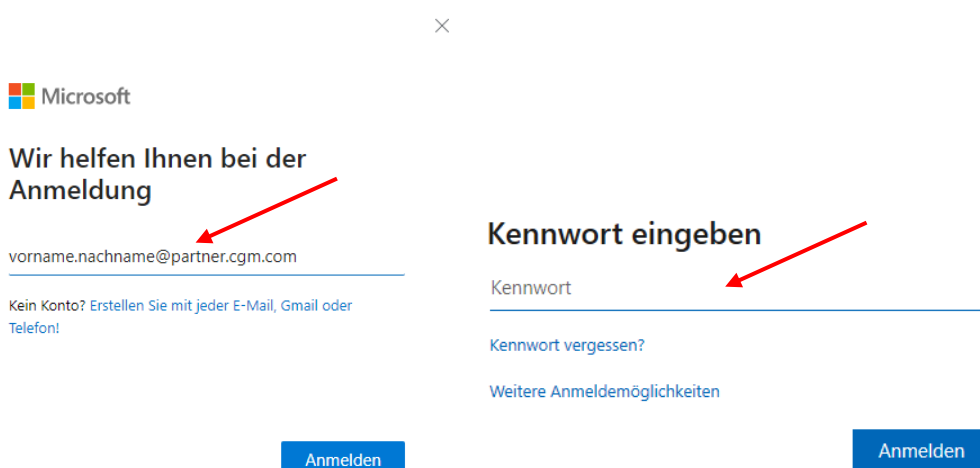 Microsoft
Wir helfen Ihnen bei der
Anmeldung
vorname.nachname@partner.cgm.com
Kein Konto? Erstellen Sie mit jeder E-Mail, Gmail oder
Telefon!
Anmelden
Kennwort eingeben
Kennwort
Kennwort vergessen?
Weitere Anmeldemöglichkeiten
Anmelden